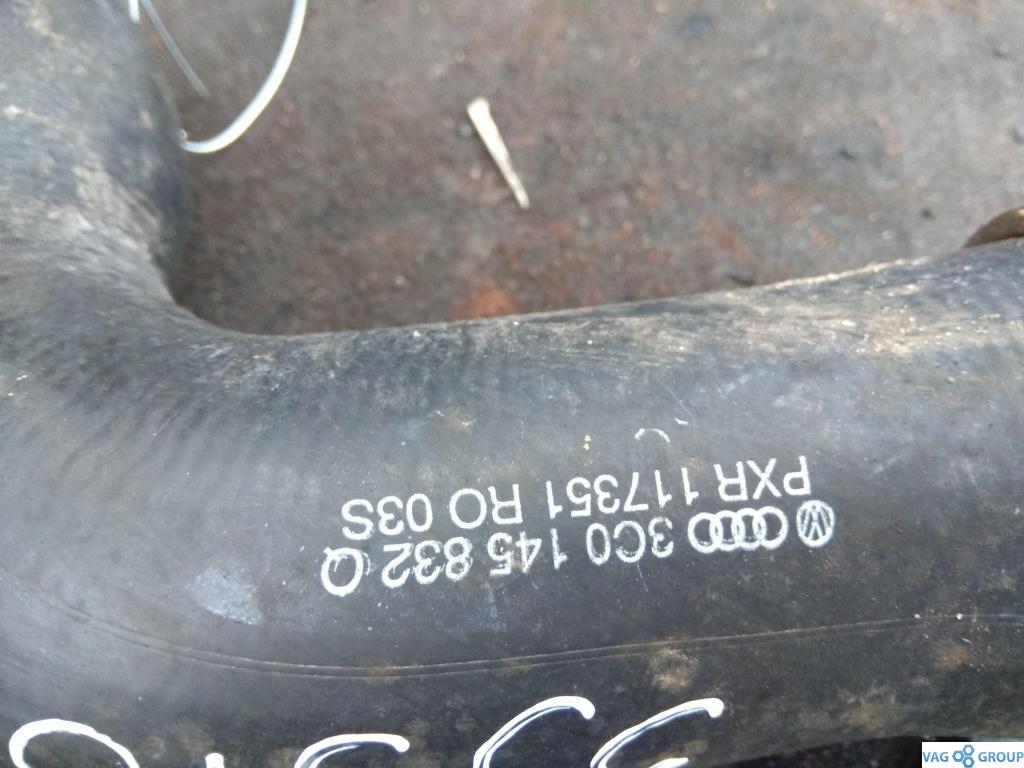 3C0 145 832 Q
PXR 117351 RO 03S
VAG GROUP